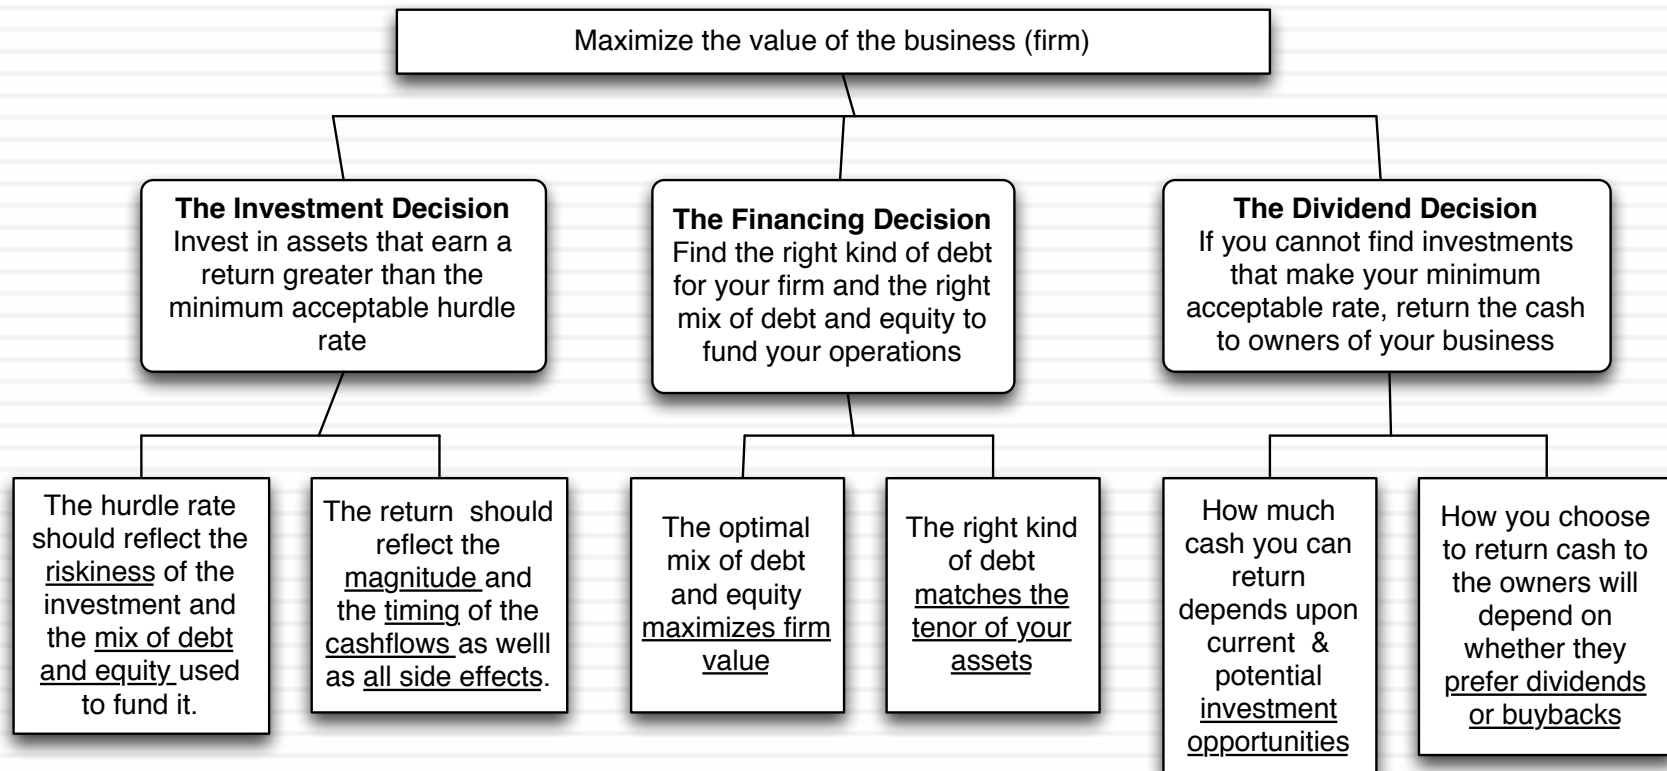 Maximize the value of the business (firm)
The Investment Decision
Invest in assets that earn a
return greater than the
minimum acceptable hurdle
rate
The Financing Decision
Find the right kind of debt
for your firm and the right
mix of debt and equity to
fund your operations
The Dividend Decision
If you cannot find investments
that make your minimum
acceptable rate, return the cash
to owners of your business
The hurdle rate
should reflect the
riskiness of the
investment and
the mix of debt
and equity used
to fund it.
The return should
reflect the
magnitude and
the timing of the
cashflows as welll
as all side effects.
The optimal
mix of debt
and equity
maximizes firm
value
The right kind
of debt
matches the
tenor of your
assets
How much
cash you can
return
depends upon
current &
potential
investment
opportunities
How you choose
to return cash to
the owners will
depend on
whether they
prefer dividends
or buybacks